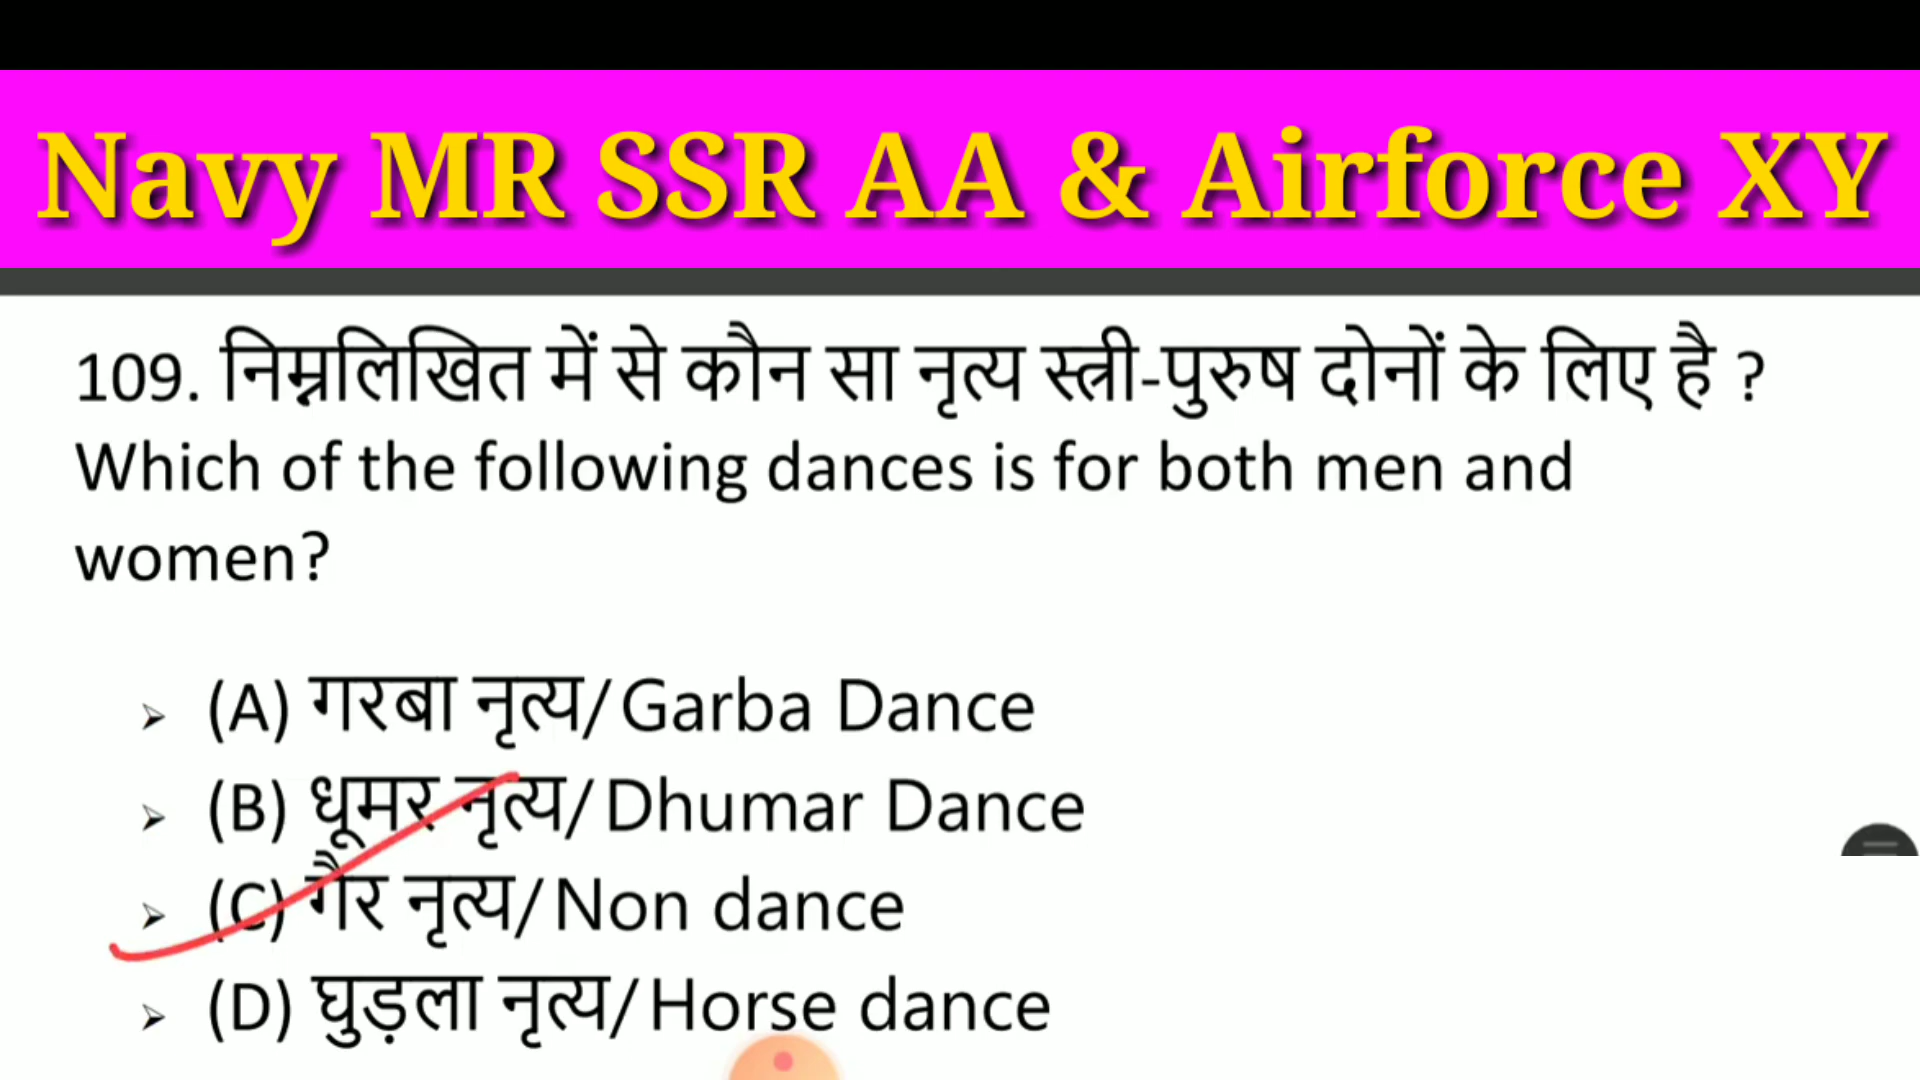 Navy MR SSR AA & Airforce XY
109. निम्नलिखित में से कौन सा नृत्य स्त्री-पुरुष दोनों के लिए है ?
Which of the following dances is for both men and
women?
(A) गरबा नृत्य/Garba Dance
(B) धूमर नृत्य/Dhumar Dance
(C) गैर नृत्य/Non dance
(D) घुड़ला नृत्य/Horse dance